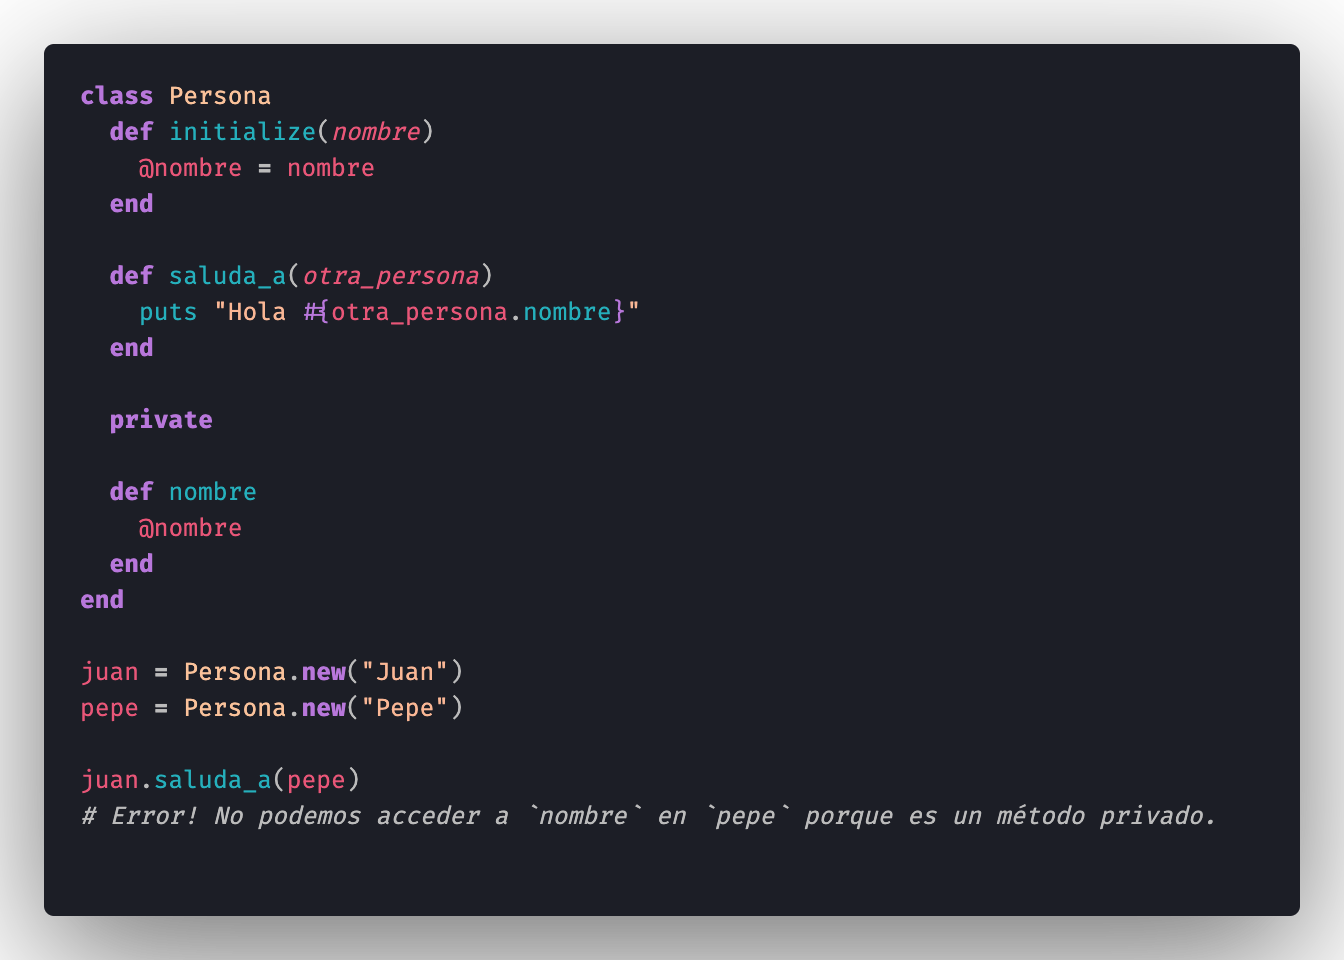 class Persona
  def initialize(nombre)
    @nombre = nombre
  end
  def saluda_a(otra_persona)
    puts "Hola #{otra_persona.nombre}"
  end
  private
  def nombre
    @nombre
  end
end
juan = Persona.new("Juan")
pepe = Persona.new("Pepe")
juan.saluda_a(pepe)
# Error! No podemos acceder a `nombre` en `pepe` porque es un método privado.